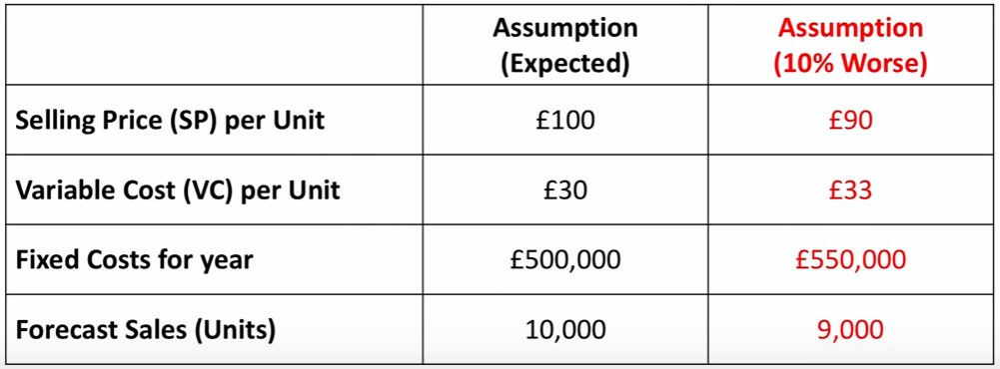 Assumption
(Expected)
Assumption
(10% Worse)
Selling Price (SP) per Unit
£100
£90
Variable Cost (VC) per Unit
£30
£33
Fixed Costs for year
£500,000
£550,000
Forecast Sales (Units)
10,000
9,000